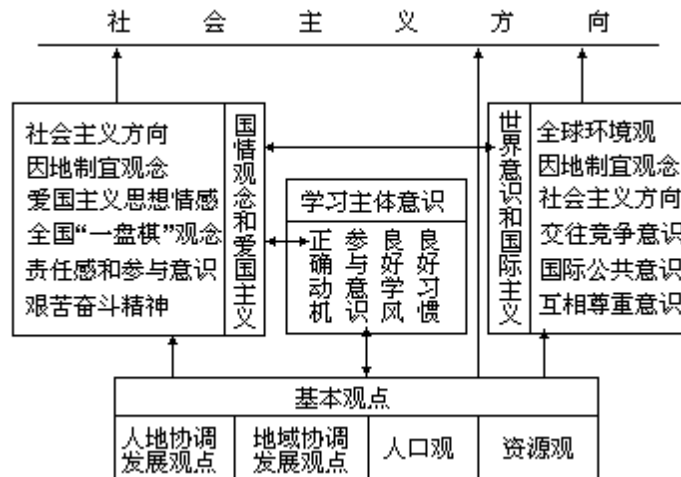 社会主义方向
社会主义方向
因地制宜观念
爱国主义思想情感
全国“一盘棋”观念
责任感和参与意识
艰苦奋斗精神
国情观念和爱国主义
学习主体意识
正确动机
参与意识
良好学风
良好习惯
世界意识和国际主义
全球环境观
因地制宜观念
社会主义方向
交往竞争意识
国际公共意识
互相尊重意识
基本观点
人地协调
发展观点
地域协调
发展观点
人口观
资源观